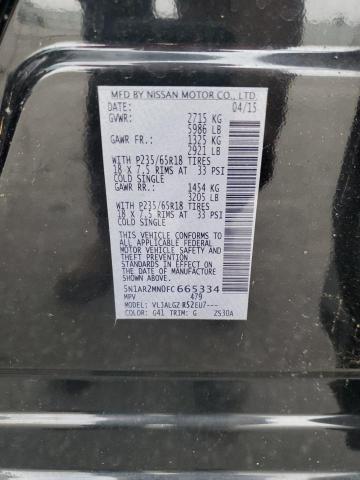 MFD BY NISSAN MOTOR CO., LTD.
DATE: 04/15
GVWR: 2715 KG
5986 LB
GAWR FR.: 1325 KG
2921 LB
WITH P235/65R18 TIRES
18 X 7.5 RIMS AT 33 PSI
COLD SINGLE
GAWR RR: 1454 KG
3205 LB
WITH P235/65R18 TIRES
18 X 7.5 RIMS AT 33 PSI
COLD SINGLE
THIS VEHICLE CONFORMS TO ALL
APPLICABLE FEDERAL MOTOR
VEHICLE SAFETY AND THEFT
PREVENTION STANDARDS IN
EFFECT ON THE DATE OF
MANUFACTURE SHOWN ABOVE.
5N1AR2MN0FC665334
MPV 479
MODEL: VLJALGZ R52EU7---
COLOR: G41 TRIM: G ZS30A